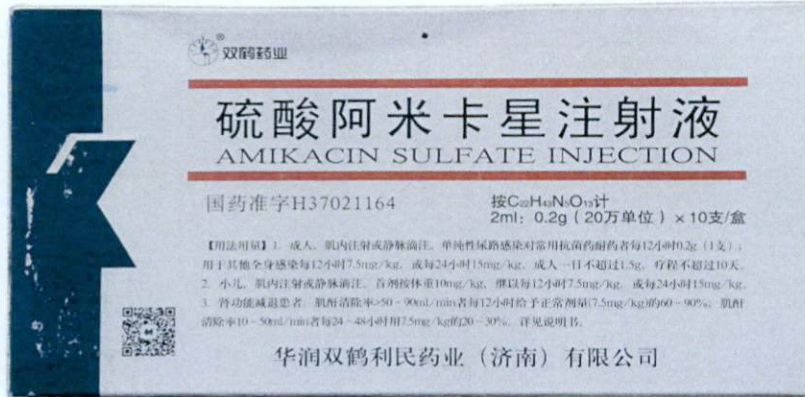 双鹤药业
硫酸阿米卡星注射液
AMIKACIN SULFATE INJECTION
国药准字H37021164
按C₂₂H₄₃N₅O₁₃计
2ml：0.2g（20万单位）×10支/盒
【用法用量】1. 成人，肌内注射或静脉滴注。单纯性尿路感染对常用抗菌药耐药者每12小时0.2g（1支）；
用于其他全身感染每12小时7.5mg/kg，或每24小时15mg/kg。成人一日不超过1.5g，疗程不超过10天。
2. 小儿，肌内注射或静脉滴注。首剂按体重10mg/kg，继以每12小时7.5mg/kg，或每24小时15mg/kg。
3. 肾功能减退患者：肌酐清除率>50－90ml/min者每12小时给予正常剂量(7.5mg/kg)的60－90%；肌酐
清除率10－50ml/min者每24－48小时用7.5mg/kg的20－30%。详见说明书。
华润双鹤利民药业（济南）有限公司